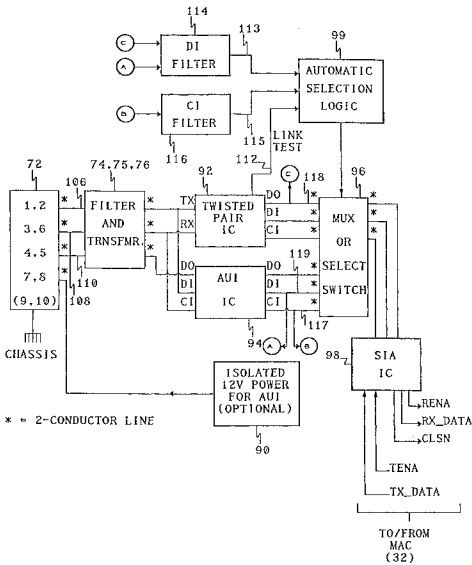 114
113
99
C
DI
FILTER
A
AUTOMATIC
SELECTION
LOGIC
B
CI
FILTER
116
115
LINK
TEST
112
72
74,75,76
92
C
118
96
106
1.2
3.6
4.5
7,8
(9,10)
FILTER
AND
TRNSFMR.
TX
RX
TWISTED
PAIR
IC
DO
DI
CI
MUX
OR
SELECT
SWITCH
* * * *
* * *
* * *
* * *
* * *
110
108
DO
DI
CI
AUI
IC
119
117
94
A
B
CHASSIS
ISOLATED
12V POWER
FOR AUI
(OPTIONAL)
90
98
SIA
IC
* = 2-CONDUCTOR LINE
RENA
RX_DATA
CLSN
TENA
TX_DATA
TO/FROM
MAC
(32)